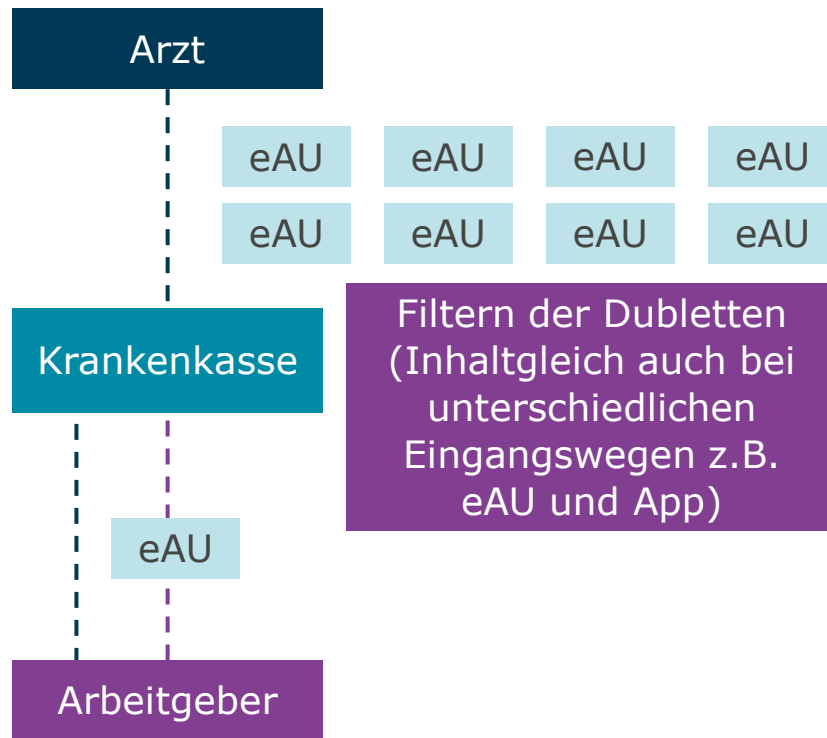 Arzt
eAU eAU eAU eAU
eAU eAU eAU eAU
Krankenkasse
Filtern der Dubletten
(Inhaltgleich auch bei
unterschiedlichen
Eingangswegen z.B.
eAU und App)
eAU
Arbeitgeber